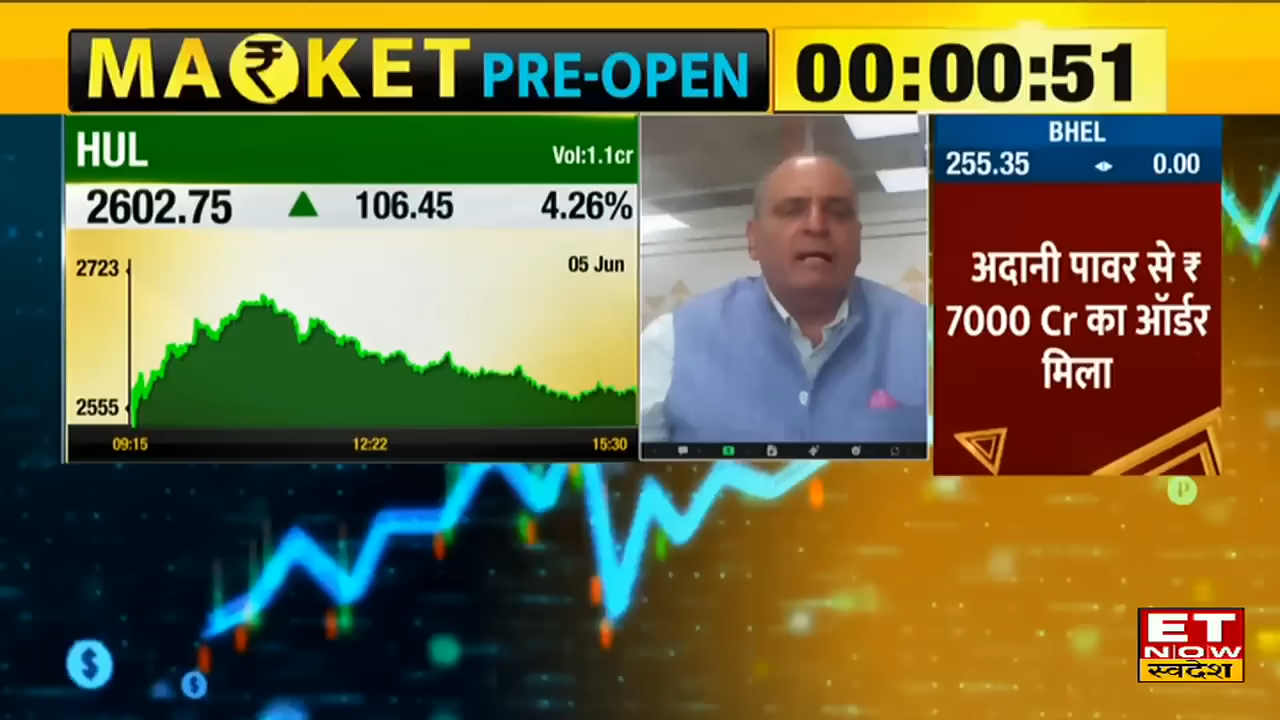 MA₹KET PRE-OPEN
00:00:51
HUL
Vol:1.1cr
2602.75 ▲ 106.45 4.26%
2723
05 Jun
2555
09:15 12:22 15:30
BHEL
255.35 0.00
अदानी पावर से ₹
7000 Cr का ऑर्डर
मिला
P
$
$
ET
NOW
स्वदेश